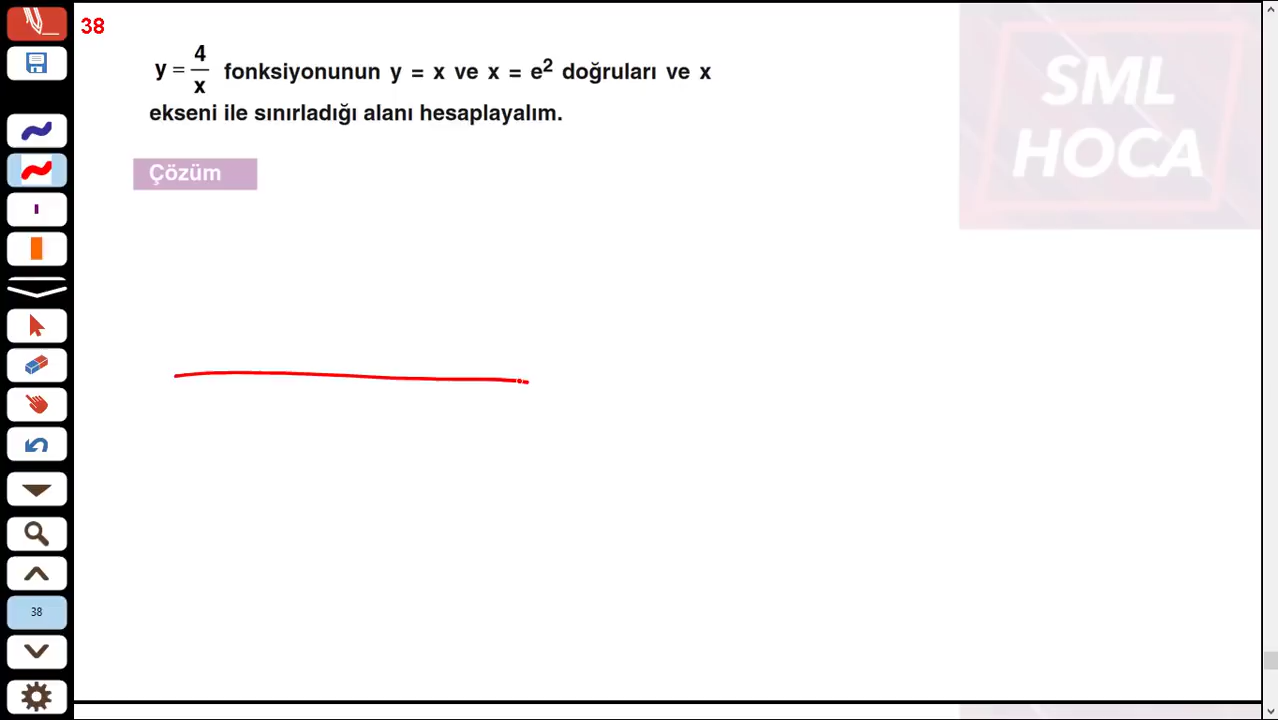 38
y = 4/x fonksiyonunun y = x ve x = e² doğruları ve x
ekseni ile sınırladığı alanı hesaplayalım.
Çözüm
SML
HOCA
38